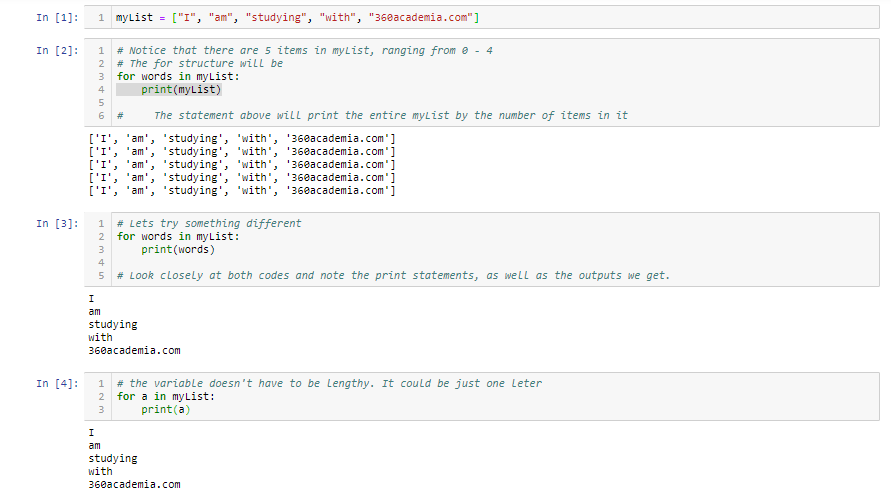 In [1]: 1 myList = ["I", "am", "studying", "with", "360academia.com"]
In [2]: 1 # Notice that there are 5 items in myList, ranging from 0 - 4
2 # The for structure will be
3 for words in myList:
4     print(myList)
5
6 #     The statement above will print the entire myList by the number of items in it
['I', 'am', 'studying', 'with', '360academia.com']
['I', 'am', 'studying', 'with', '360academia.com']
['I', 'am', 'studying', 'with', '360academia.com']
['I', 'am', 'studying', 'with', '360academia.com']
['I', 'am', 'studying', 'with', '360academia.com']
In [3]: 1 # Lets try something different
2 for words in myList:
3     print(words)
4
5 # Look closely at both codes and note the print statements, as well as the outputs we get.
I
am
studying
with
360academia.com
In [4]: 1 # the variable doesn't have to be lengthy. It could be just one leter
2 for a in myList:
3     print(a)
I
am
studying
with
360academia.com